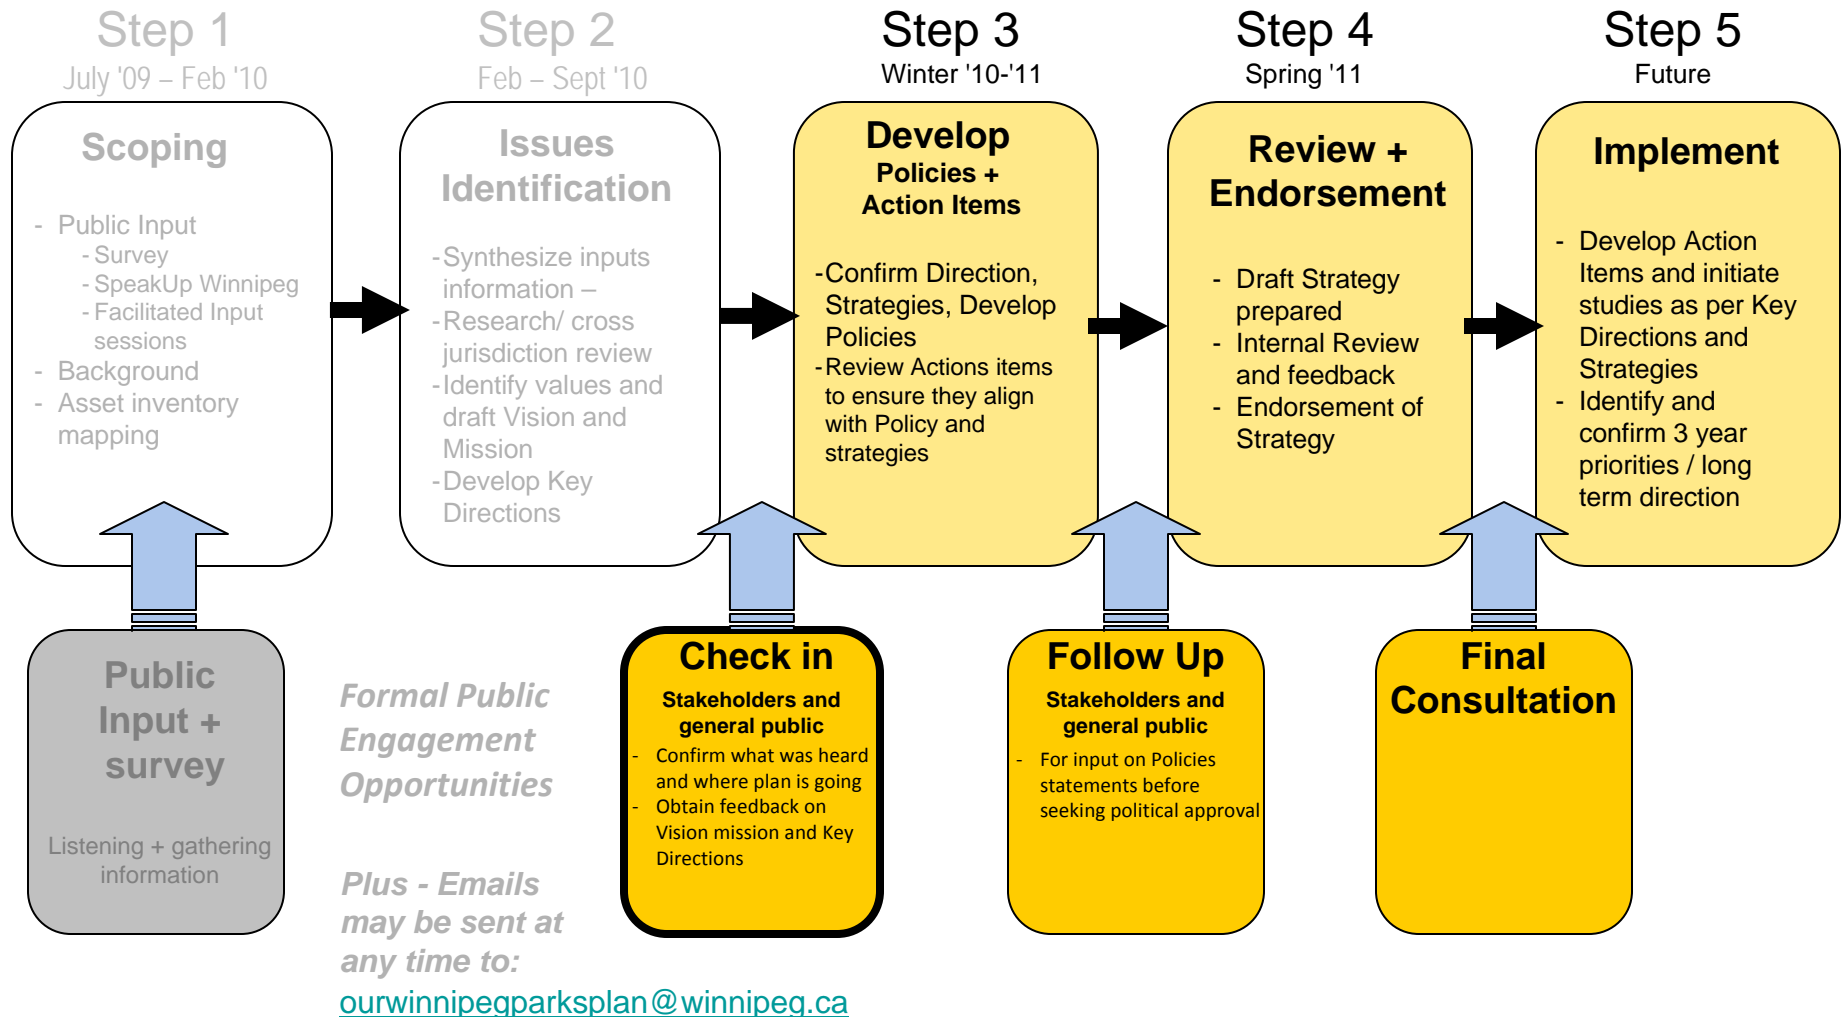 Step 1
July '09 – Feb '10
Scoping
- Public Input
- Survey
- SpeakUp Winnipeg
- Facilitated Input
sessions
- Background
- Asset inventory
mapping
Step 2
Feb – Sept '10
Issues
Identification
-Synthesize inputs
information –
-Research/ cross
jurisdiction review
-Identify values and
draft Vision and
Mission
-Develop Key
Directions
Step 3
Winter '10-'11
Develop
Policies +
Action Items
-Confirm Direction,
Strategies, Develop
Policies
-Review Actions items
to ensure they align
with Policy and
strategies
Step 4
Spring '11
Review +
Endorsement
- Draft Strategy
prepared
- Internal Review
and feedback
- Endorsement of
Strategy
Step 5
Future
Implement
- Develop Action
Items and initiate
studies as per Key
Directions and
Strategies
- Identify and
confirm 3 year
priorities / long
term direction
Public
Input +
survey
Listening + gathering
information
Formal Public
Engagement
Opportunities
Plus - Emails
may be sent at
any time to:
ourwinnipegparksplan@winnipeg.ca
Check in
Stakeholders and
general public
- Confirm what was heard
and where plan is going
- Obtain feedback on
Vision mission and Key
Directions
Follow Up
Stakeholders and
general public
- For input on Policies
statements before
seeking political approval
Final
Consultation